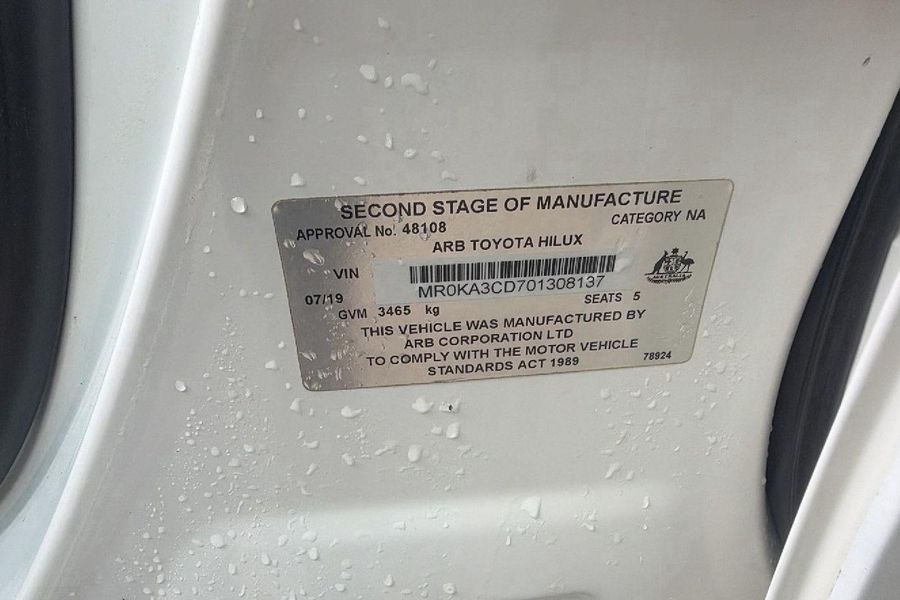 SECOND STAGE OF MANUFACTURE
APPROVAL No. 48108 CATEGORY NA
ARB TOYOTA HILUX
VIN MR0KA3CD701308137
AUSTRALIA
07/19 SEATS 5
GVM 3465 kg
THIS VEHICLE WAS MANUFACTURED BY
ARB CORPORATION LTD
TO COMPLY WITH THE MOTOR VEHICLE 78924
STANDARDS ACT 1989